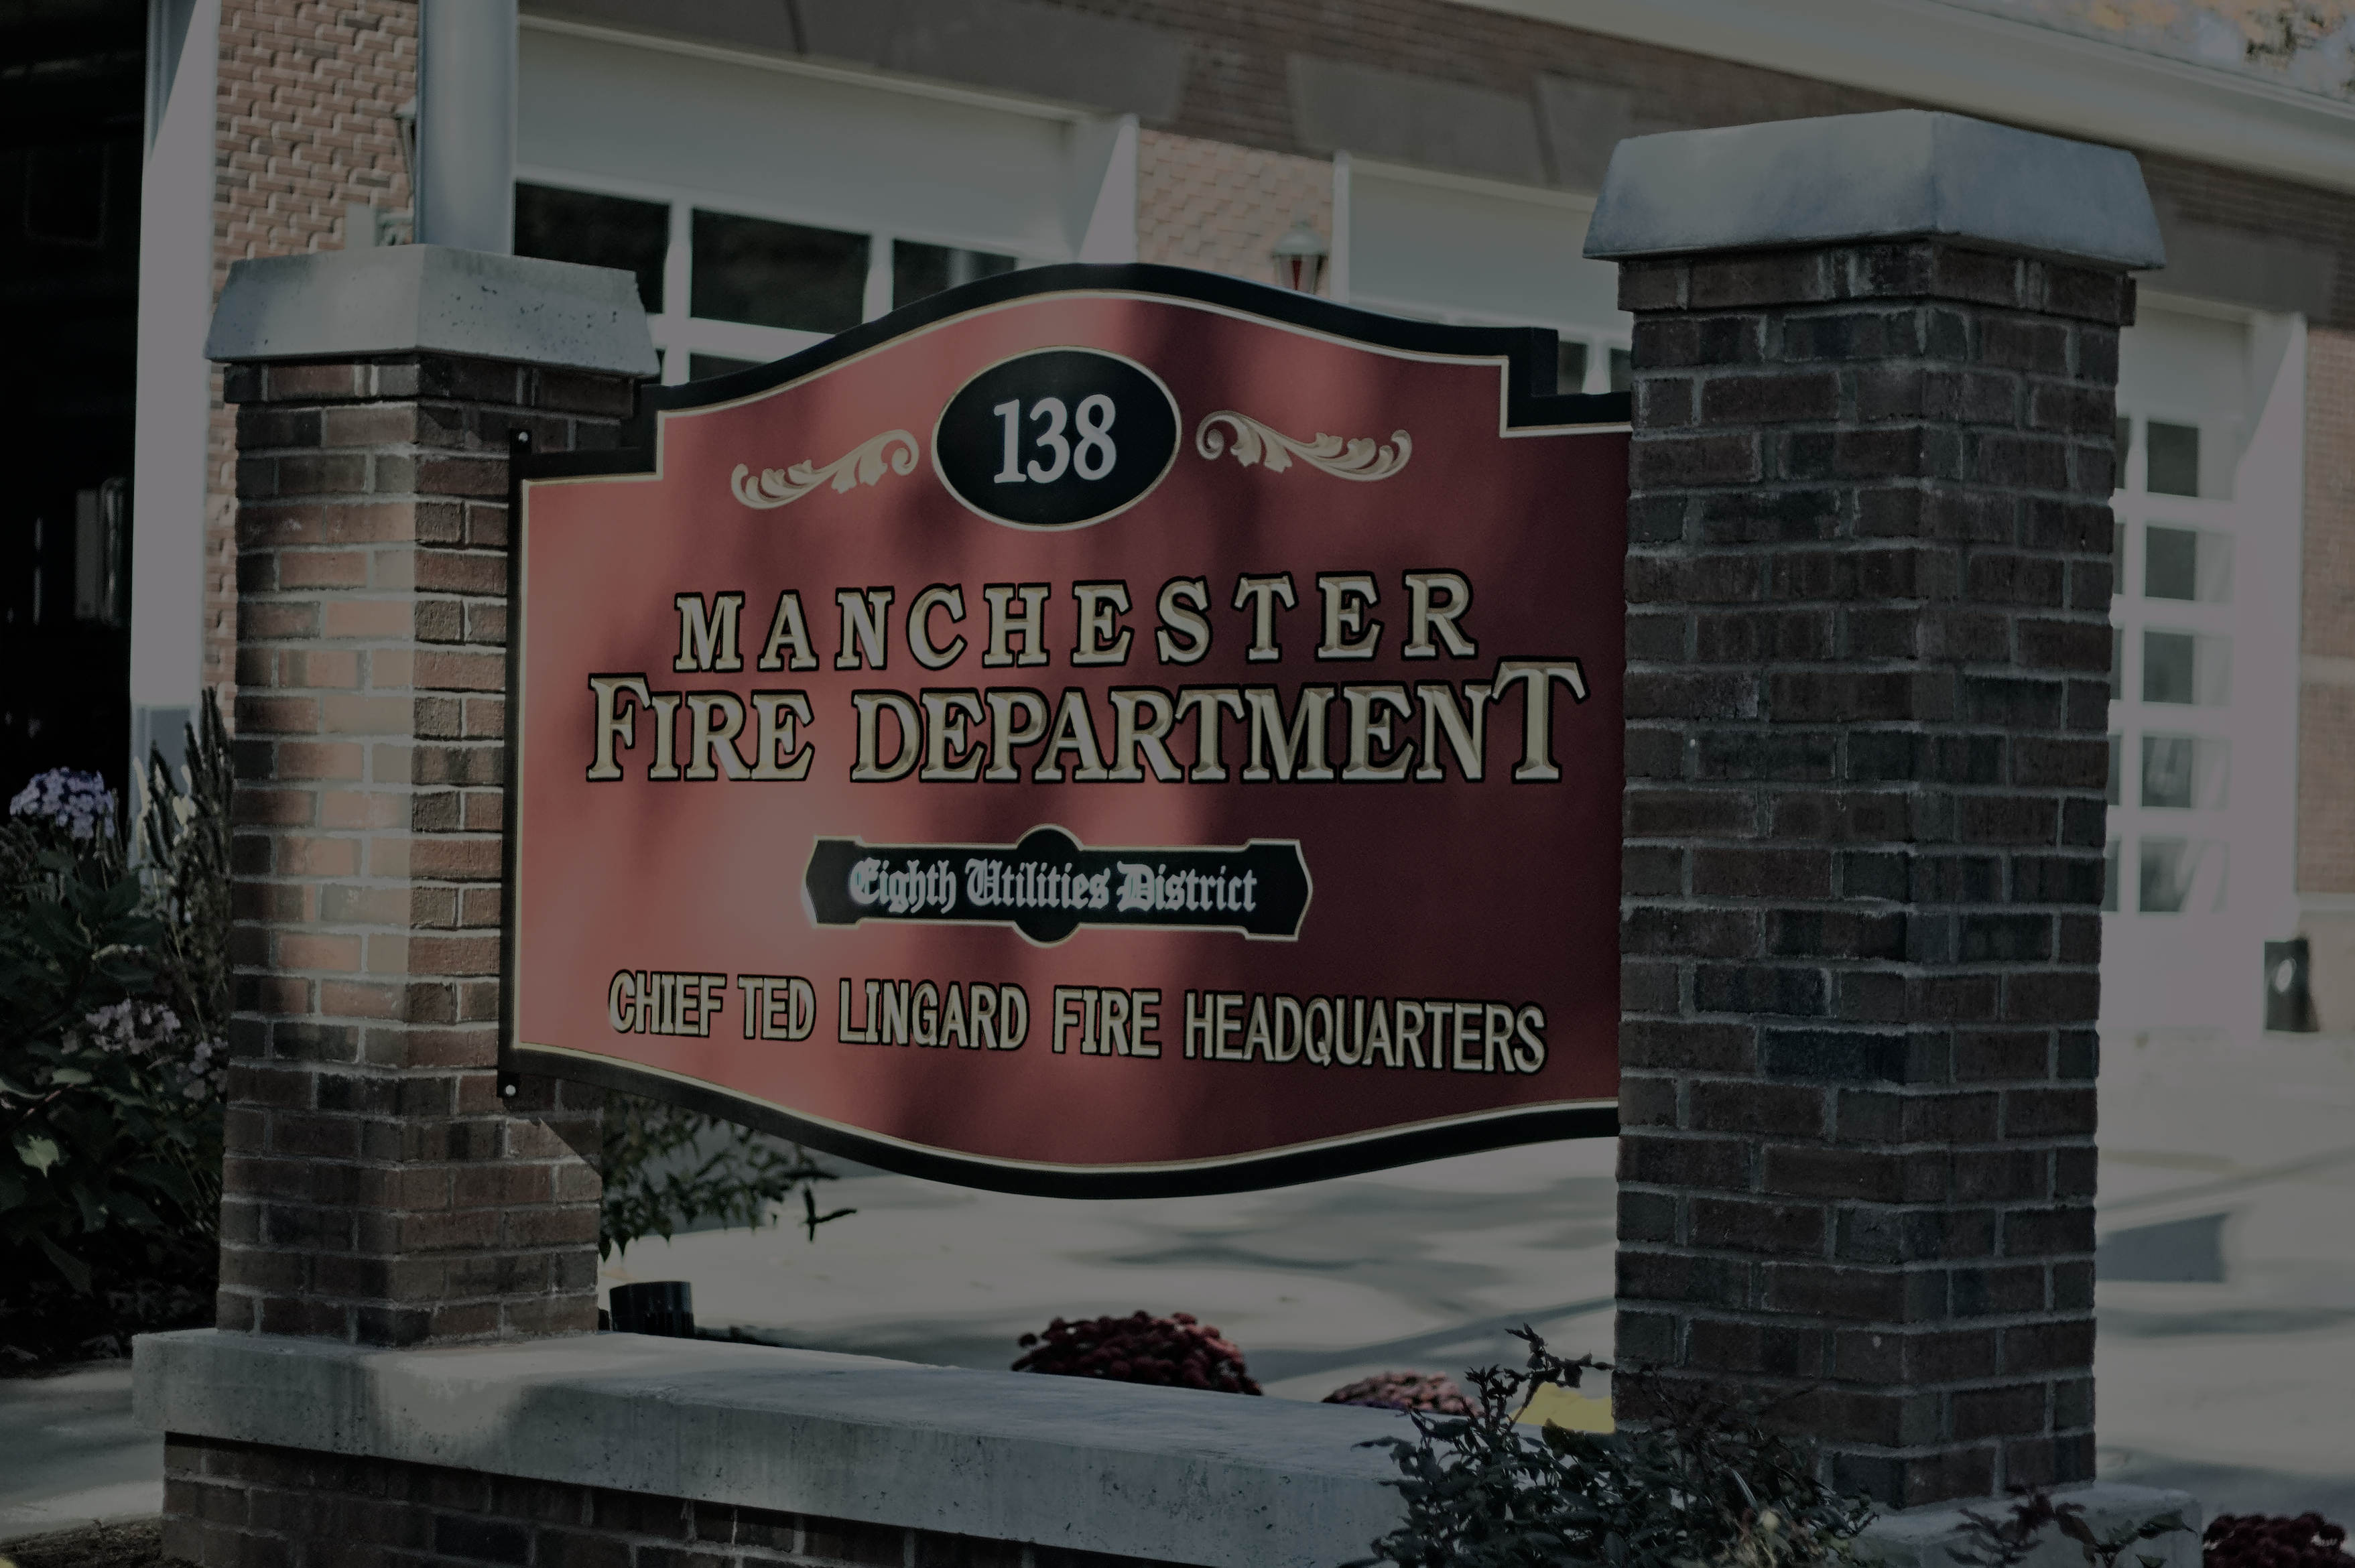 138
MANCHESTER
FIRE DEPARTMENT
Eighth Utilities District
CHIEF TED LINGARD FIRE HEADQUARTERS